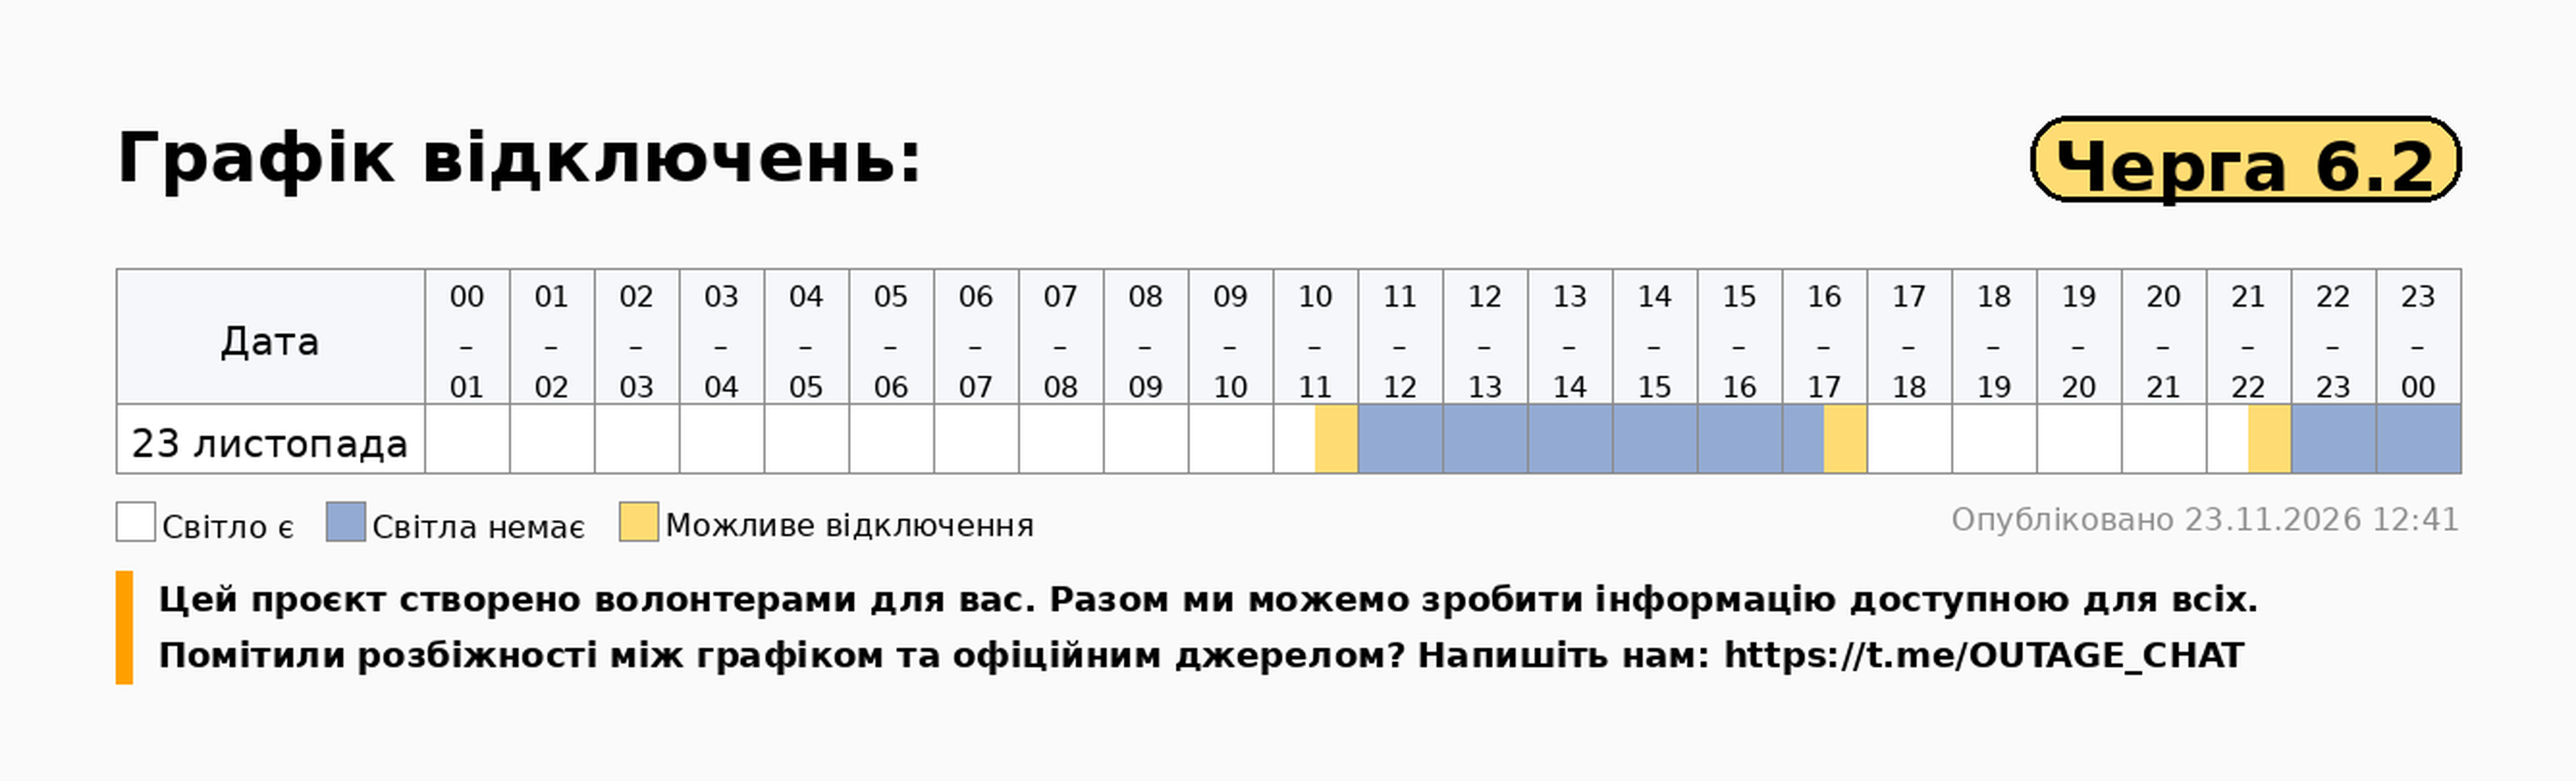 Графік відключень:
Черга 6.2
Дата
00 – 01
01 – 02
02 – 03
03 – 04
04 – 05
05 – 06
06 – 07
07 – 08
08 – 09
09 – 10
10 – 11
11 – 12
12 – 13
13 – 14
14 – 15
15 – 16
16 – 17
17 – 18
18 – 19
19 – 20
20 – 21
21 – 22
22 – 23
23 – 00
23 листопада
Світло є
Світла немає
Можливе відключення
Опубліковано 23.11.2026 12:41
Цей проєкт створено волонтерами для вас. Разом ми можемо зробити інформацію доступною для всіх.
Помітили розбіжності між графіком та офіційним джерелом? Напишіть нам: https://t.me/OUTAGE_CHAT